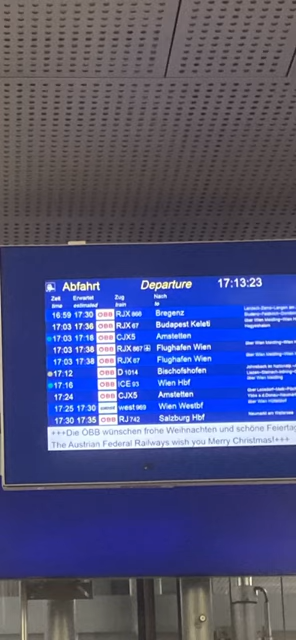 Abfahrt Departure 17:13:23
Zeit Erwartet Zug Nach
time estimated train to
16:59 17:30 ÖBB RJX 866 Bregenz
17:03 17:36 ÖBB RJX 67 Budapest Keleti
17:03 17:18 ÖBB CJX5 Amstetten
17:03 17:38 ÖBB RJX 867 Flughafen Wien
17:03 17:38 ÖBB RJX 67 Flughafen Wien
17:12 ÖBB D 1014 Bischofshofen
17:16 ÖBB ICE 93 Wien Hbf
17:24 ÖBB CJX5 Amstetten
17:25 17:30 west 969 Wien Westbf
17:30 17:35 ÖBB RJ 742 Salzburg Hbf
+++Die ÖBB wünschen frohe Weihnachten und schöne Feiertag
The Austrian Federal Railways wish you Merry Christmas!+++